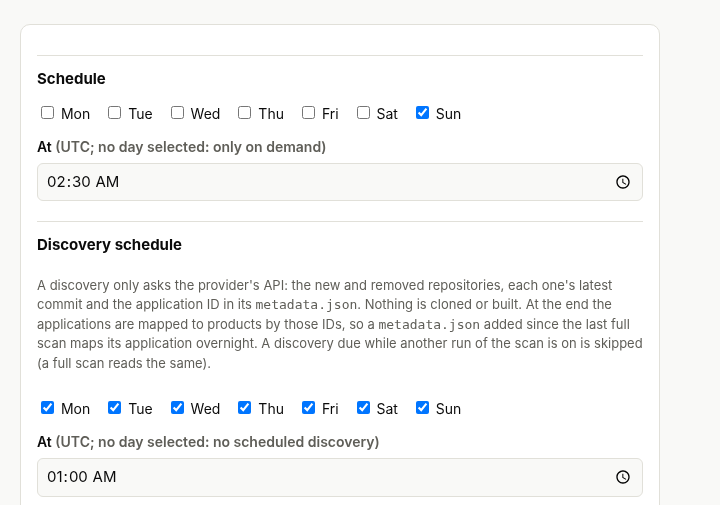 Schedule
Mon Tue Wed Thu Fri Sat Sun
At (UTC; no day selected: only on demand)
02:30 AM
Discovery schedule
A discovery only asks the provider's API: the new and removed repositories, each one's latest
commit and the application ID in its metadata.json. Nothing is cloned or built. At the end the
applications are mapped to products by those IDs, so a metadata.json added since the last full
scan maps its application overnight. A discovery due while another run of the scan is on is skipped
(a full scan reads the same).
Mon Tue Wed Thu Fri Sat Sun
At (UTC; no day selected: no scheduled discovery)
01:00 AM